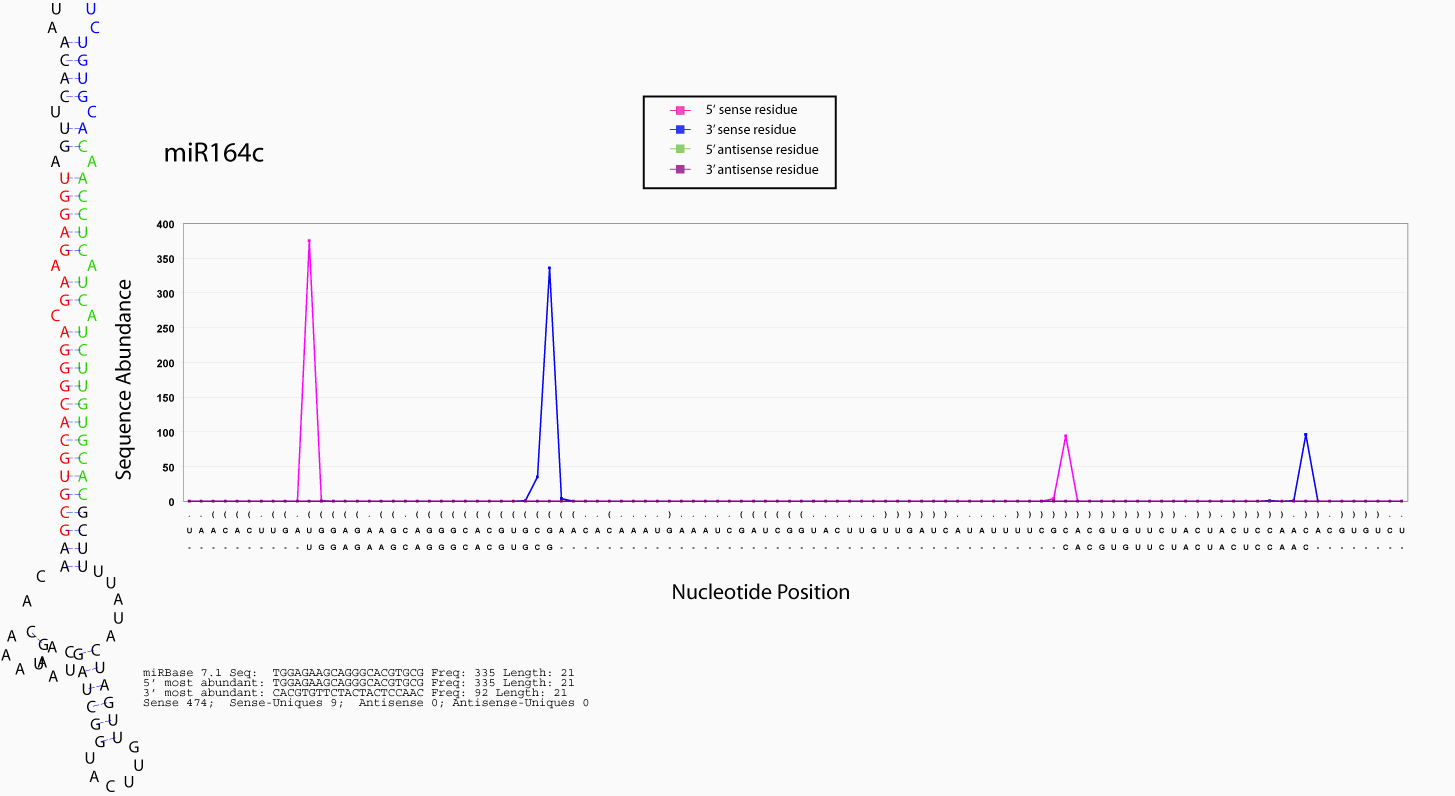 U U
A C
A U
C G
A U
C G
U C
U A
G C
A A
U A
G C
G C
A U
G C
A A
A U
G C
C A
A U
G C
G U
G U
C G
A U
C G
G C
U A
G C
C G
G C
A U
A U
miR164c
5′ sense residue
3′ sense residue
5′ antisense residue
3′ antisense residue
Sequence Abundance
400
350
300
250
200
150
100
50
0
U A A C A C U U G A U G G A G A A G C A G G G C A C G U G C G A A C A C A A A U G A A A U C G A U C G G U A C U U G U U G A U C A U A U U U C G C A C G U G U U C U A C U A C U C C A A C A C G U G U C U
- - - - - - - - - - U G G A G A A G C A G G G C A C G U G C G - - - - - - - - - - - - - - - - - - - - - - - - - - - - - - - - - - - - - - - - - - C A C G U G U U C U A C U A C U C C A A C - - - - - - - -
Nucleotide Position
miRBase 7.1 Seq: TGGAGAAGCAGGGCACGTGCG Freq: 335 Length: 21
5′ most abundant: TGGAGAAGCAGGGCACGTGCG Freq: 335 Length: 21
3′ most abundant: CACGTGTTCTACTACTCCAAC Freq: 92 Length: 21
Sense 474; Sense-Uniques 9; Antisense 0; Antisense-Uniques 0